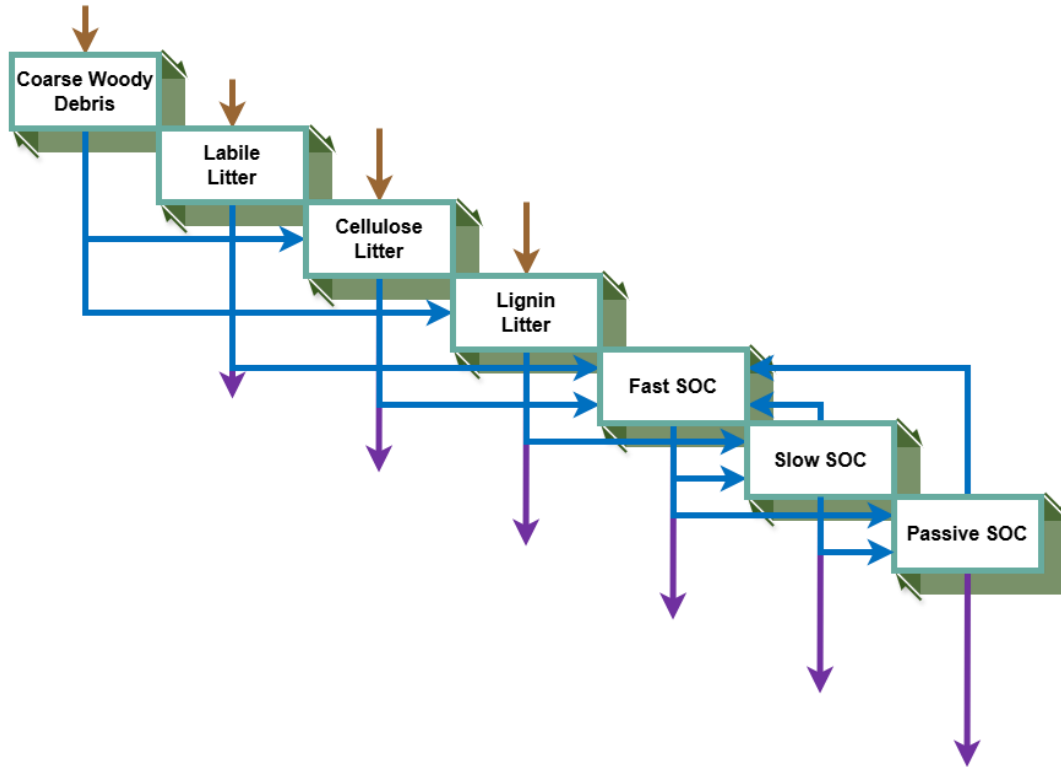 Coarse Woody
Debris
Labile
Litter
Cellulose
Litter
Lignin
Litter
Fast SOC
Slow SOC
Passive SOC